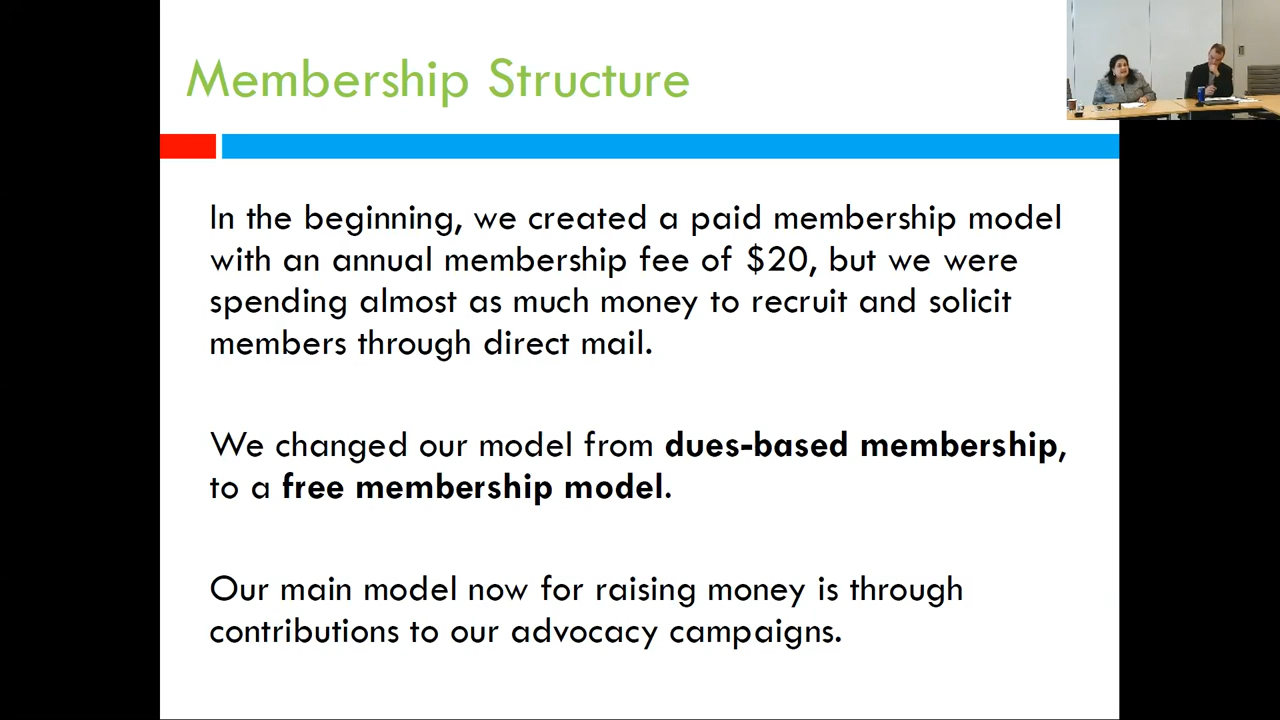 Membership Structure
In the beginning, we created a paid membership model
with an annual membership fee of $20, but we were
spending almost as much money to recruit and solicit
members through direct mail.
We changed our model from dues-based membership,
to a free membership model.
Our main model now for raising money is through
contributions to our advocacy campaigns.